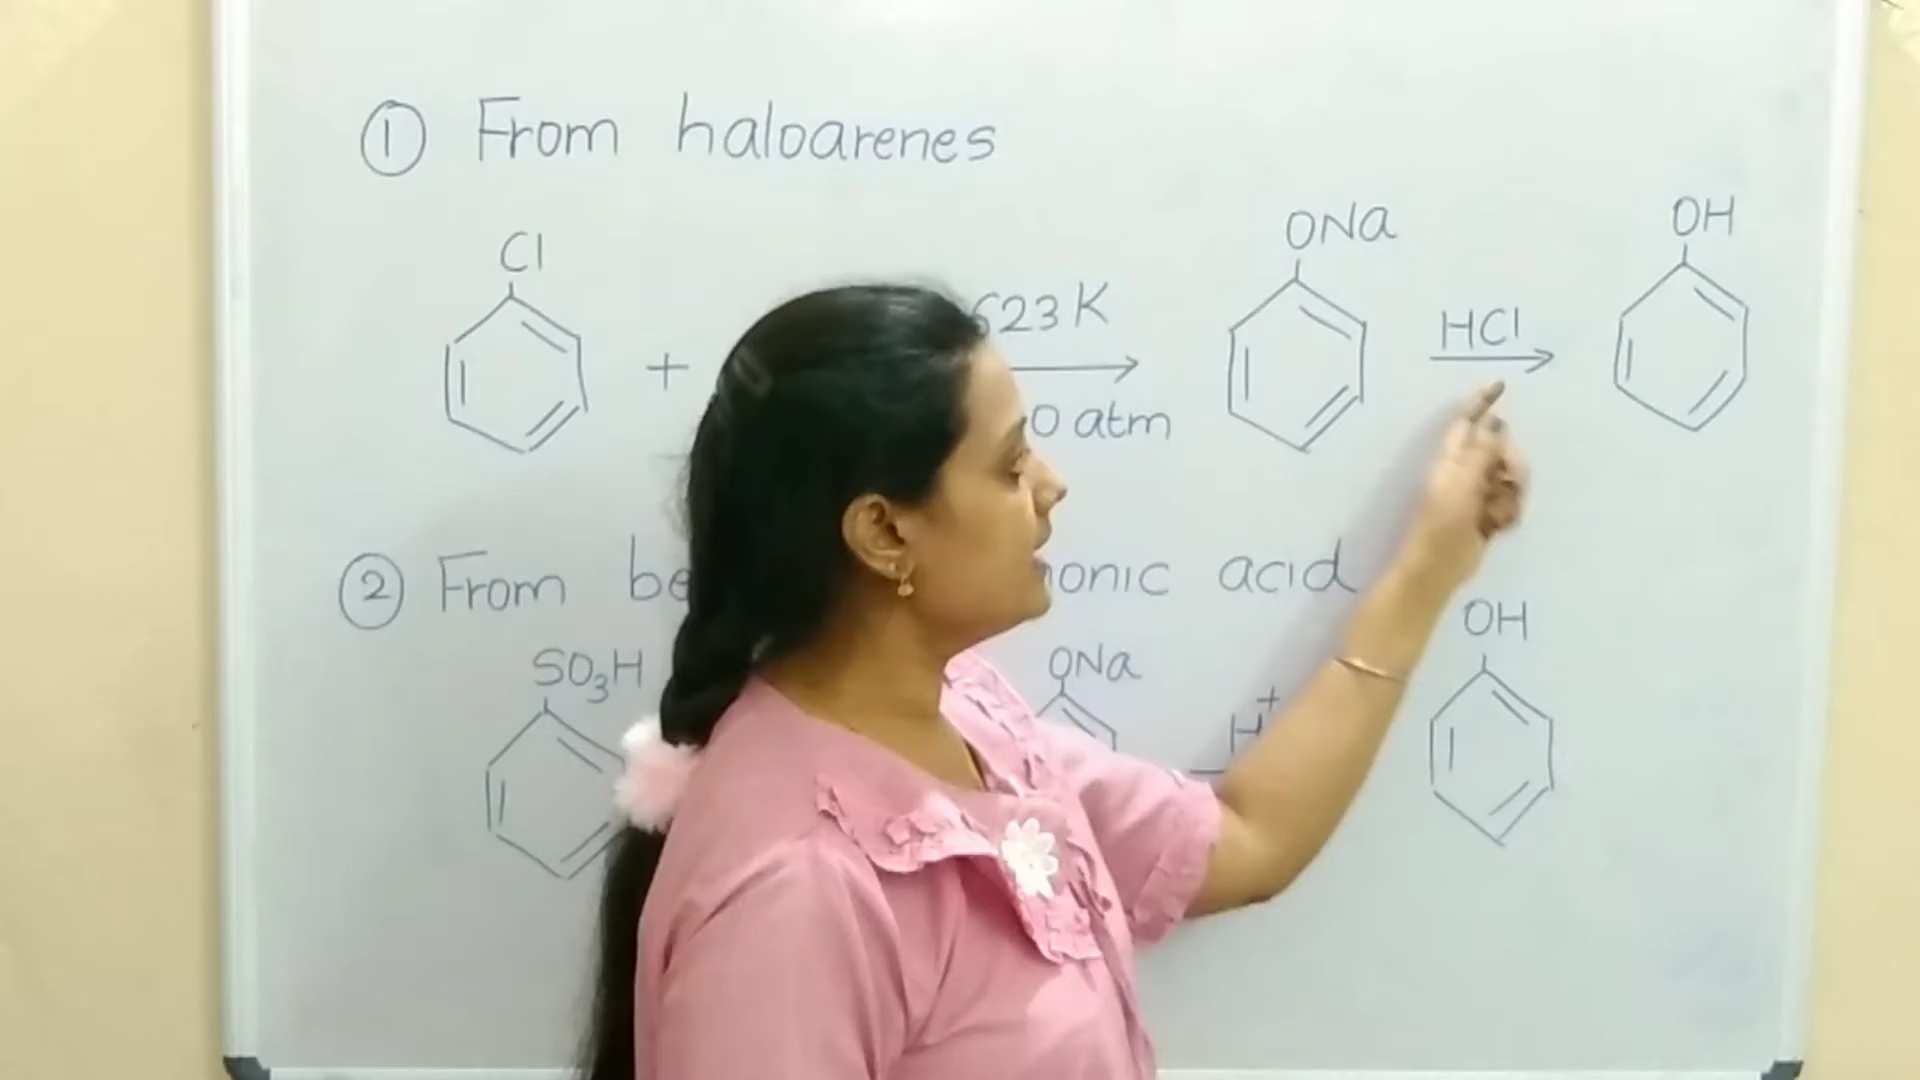 ① From haloarenes
Cl
ONa
OH
+
623 K
HCl
0 atm
② From be onic acid
SO₃H
ONa
H⁺
OH